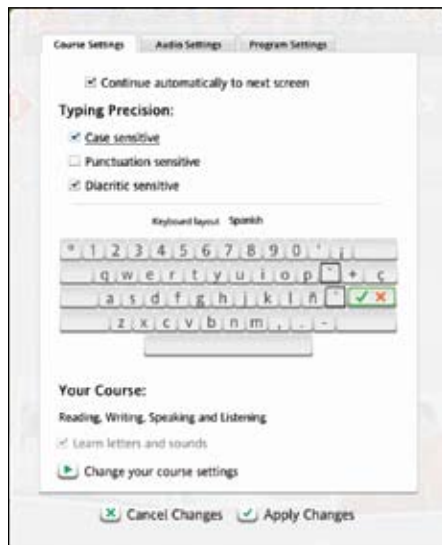 Course Settings Audio Settings Program Settings
Continue automatically to next screen
Typing Precision:
Case sensitive
Punctuation sensitive
Diacritic sensitive
Keyboard layout Spanish
º 1 2 3 4 5 6 7 8 9 0 ' ¡
q w e r t y u i o p ` + ç
a s d f g h j k l ñ ´
z x c v b n m , . -
Your Course:
Reading, Writing, Speaking and Listening
Learn letters and sounds
Change your course settings
Cancel Changes Apply Changes